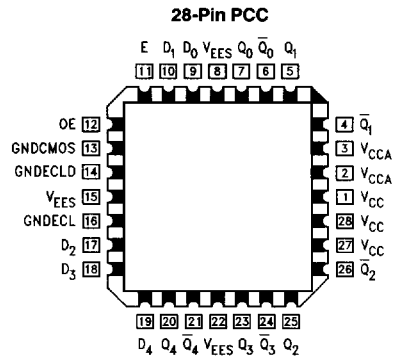 28-Pin PCC
E D1 D0 VEES Q0 Q̅0 Q1
11 10 9 8 7 6 5
OE 12 4 Q̅1
GNDCMOS 13 3 VCCA
GNDECLD 14 2 VCCA
VEES 15 1 VCC
GNDECL 16 28 VCC
D2 17 27 VCC
D3 18 26 Q̅2
19 20 21 22 23 24 25
D4 Q4 Q̅4 VEES Q3 Q̅3 Q2